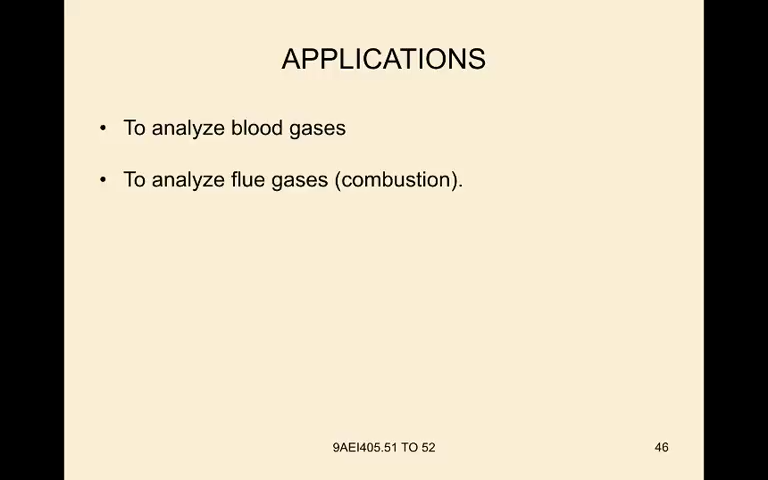 APPLICATIONS
• To analyze blood gases
• To analyze flue gases (combustion).
9AEI405.51 TO 52
46